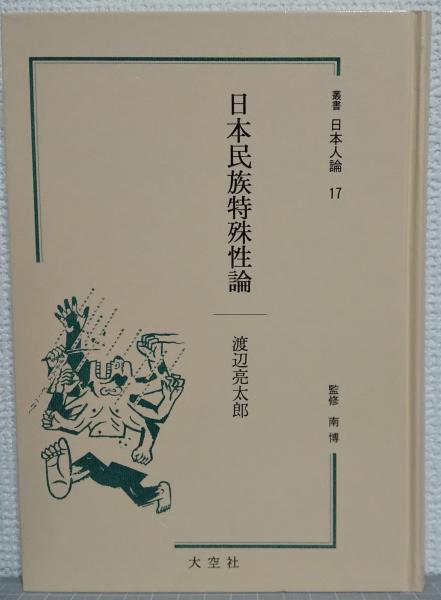 叢書 日本人論 17
日本民族特殊性論
渡辺亮太郎
監修 南博
大空社